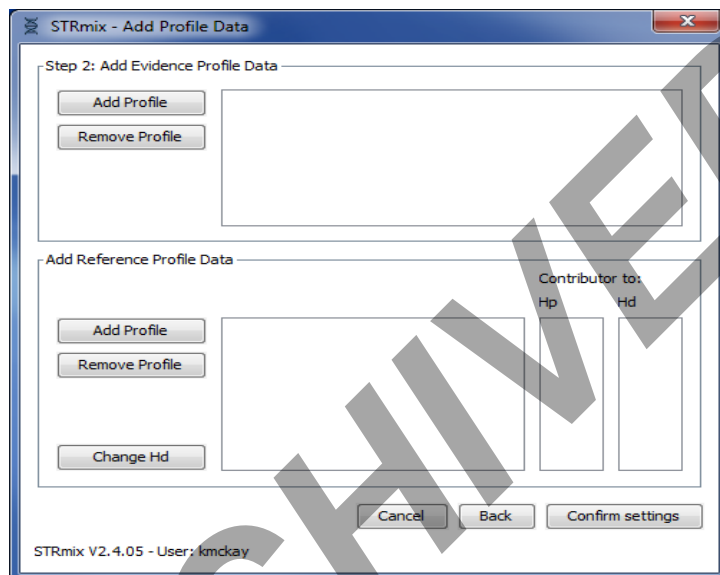 STRmix - Add Profile Data
Step 2: Add Evidence Profile Data
Add Profile
Remove Profile
Add Reference Profile Data
Contributor to:
Hp Hd
Add Profile
Remove Profile
Change Hd
Cancel Back Confirm settings
STRmix V2.4.05 - User: kmckay
CHIVE